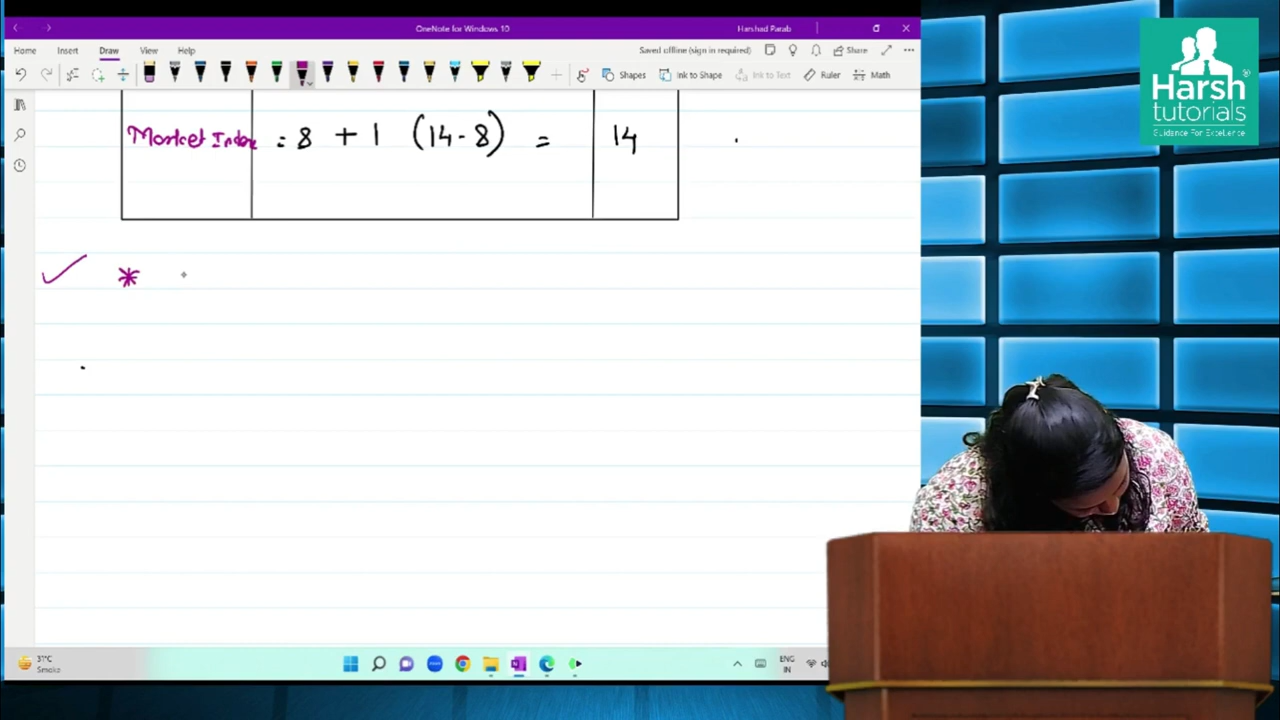 OneNote for Windows 10
Harshad Parab
Home Insert Draw View Help
Saved offline (sign in required)
Share
Shapes
Ink to Shape
Ink to Text
Ruler
Math
Market Index = 8 + 1 (14-8) = 14
*
31°C
Smoke
ENG
IN
Harsh
tutorials
Guidance For Excellence